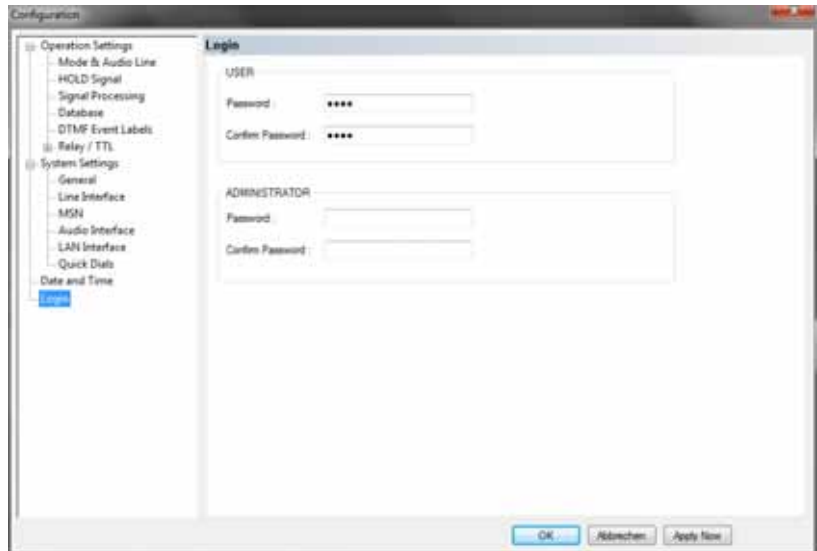 Configuration
Operation Settings
Mode & Audio Line
HOLD Signal
Signal Processing
Database
DTMF Event Labels
Relay / TTL
System Settings
General
Line Interface
MSN
Audio Interface
LAN Interface
Quick Dials
Date and Time
Login
Login
USER
Password :
••••
Confirm Password :
••••
ADMINISTRATOR
Password :
Confirm Password :
OK
Abbrechen
Apply Now